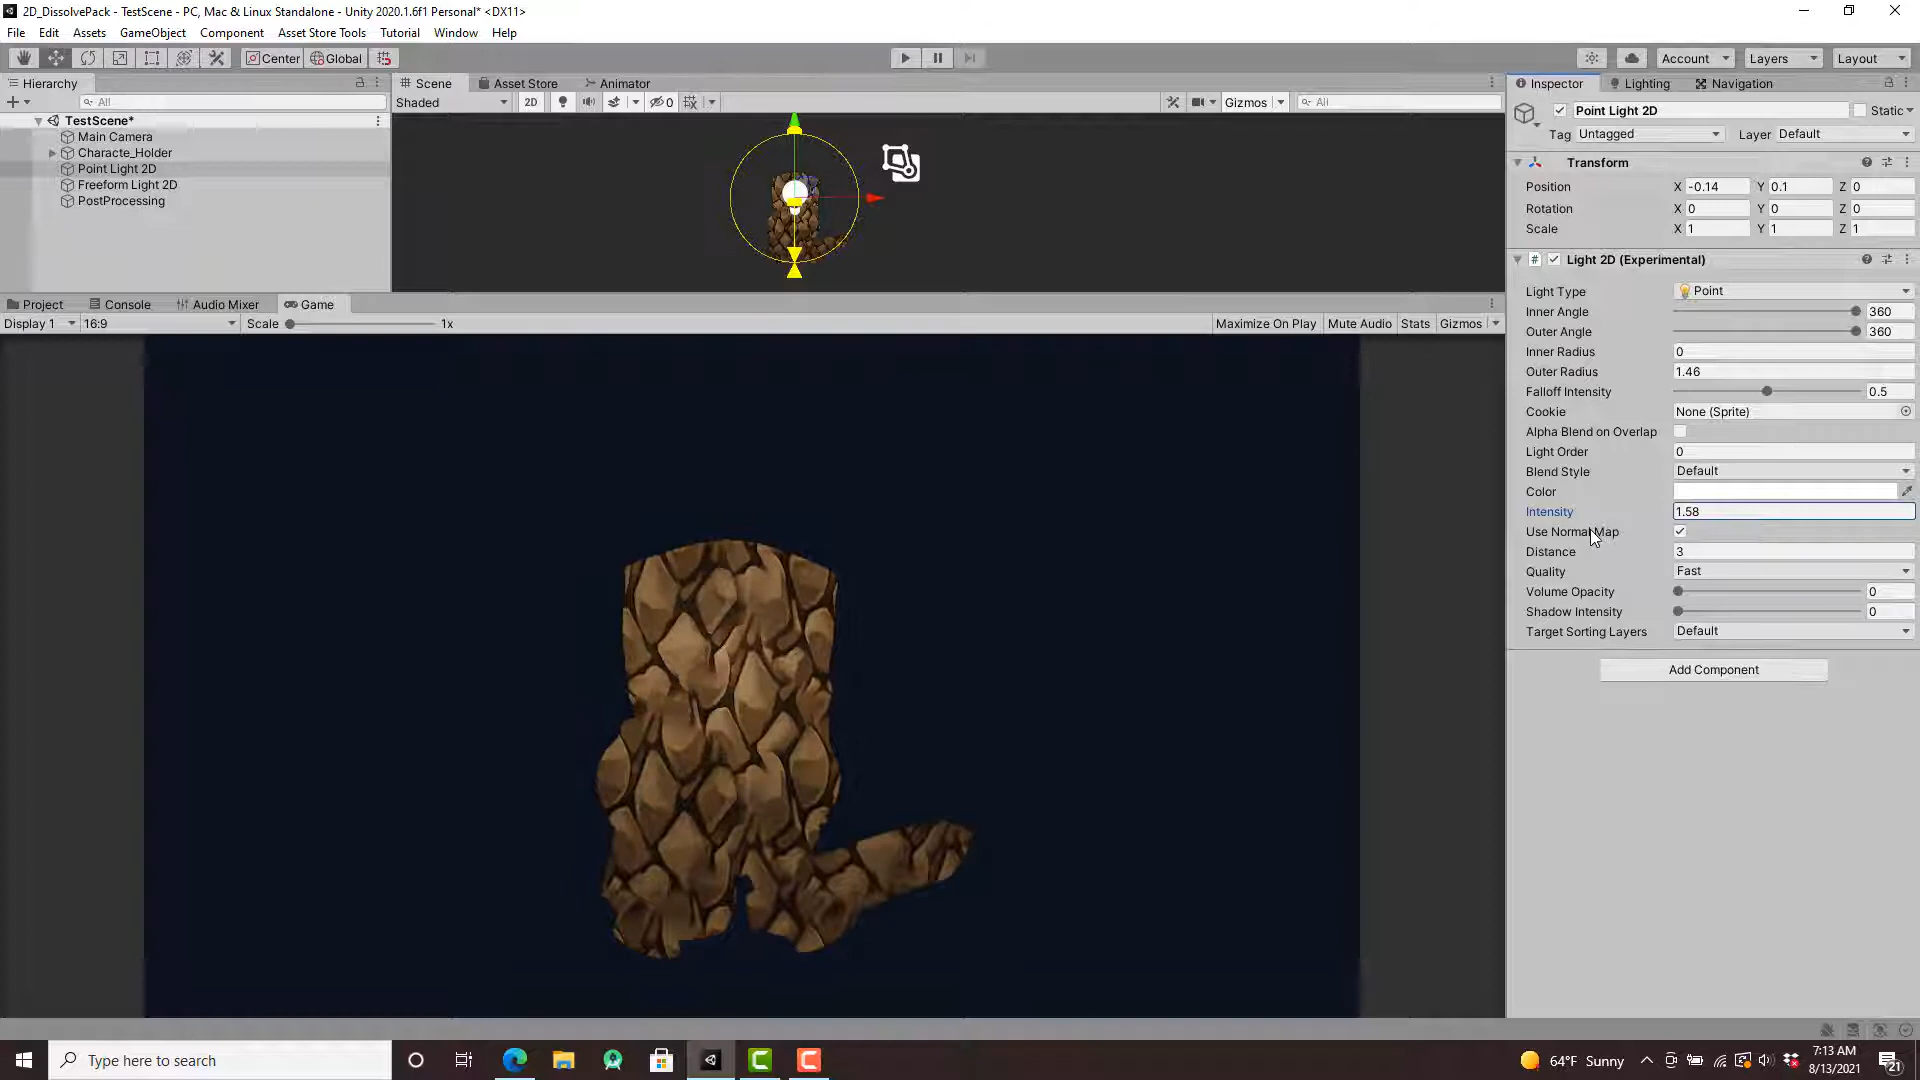 2D_DissolvePack - TestScene - PC, Mac & Linux Standalone - Unity 2020.1.6f1 Personal* <DX11>
File Edit Assets GameObject Component Asset Store Tools Tutorial Window Help
Center Global Account Layers Layout
Hierarchy
All
TestScene*
Main Camera
Characte_Holder
Point Light 2D
Freeform Light 2D
PostProcessing
Scene Asset Store Animator
Shaded 2D 0 Gizmos All
Project Console Audio Mixer Game
Display 1 16:9 Scale 1x Maximize On Play Mute Audio Stats Gizmos
Inspector Lighting Navigation
Point Light 2D Static
Tag Untagged Layer Default
Transform
Position X -0.14 Y 0.1 Z 0
Rotation X 0 Y 0 Z 0
Scale X 1 Y 1 Z 1
Light 2D (Experimental)
Light Type Point
Inner Angle 360
Outer Angle 360
Inner Radius 0
Outer Radius 1.46
Falloff Intensity 0.5
Cookie None (Sprite)
Alpha Blend on Overlap
Light Order 0
Blend Style Default
Color
Intensity 1.58
Use Normal Map
Distance 3
Quality Fast
Volume Opacity 0
Shadow Intensity 0
Target Sorting Layers Default
Add Component
Type here to search
64°F Sunny
7:13 AM
8/13/2021
21